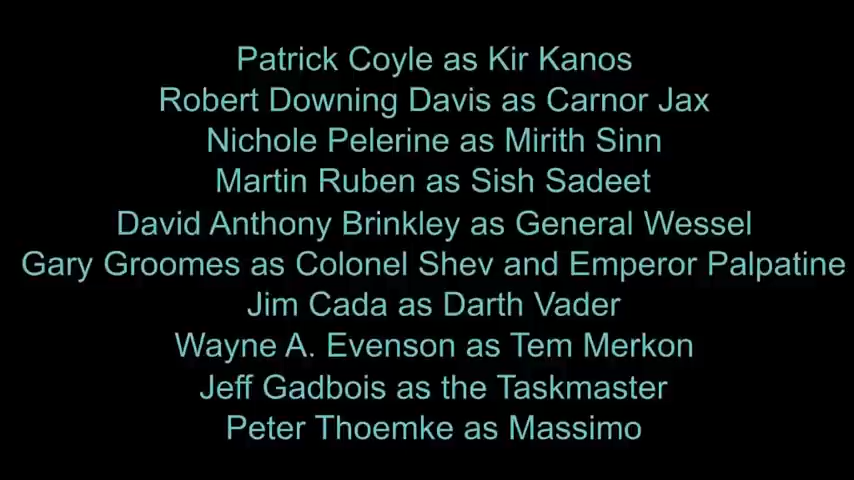 Patrick Coyle as Kir Kanos
Robert Downing Davis as Carnor Jax
Nichole Pelerine as Mirith Sinn
Martin Ruben as Sish Sadeet
David Anthony Brinkley as General Wessel
Gary Groomes as Colonel Shev and Emperor Palpatine
Jim Cada as Darth Vader
Wayne A. Evenson as Tem Merkon
Jeff Gadbois as the Taskmaster
Peter Thoemke as Massimo